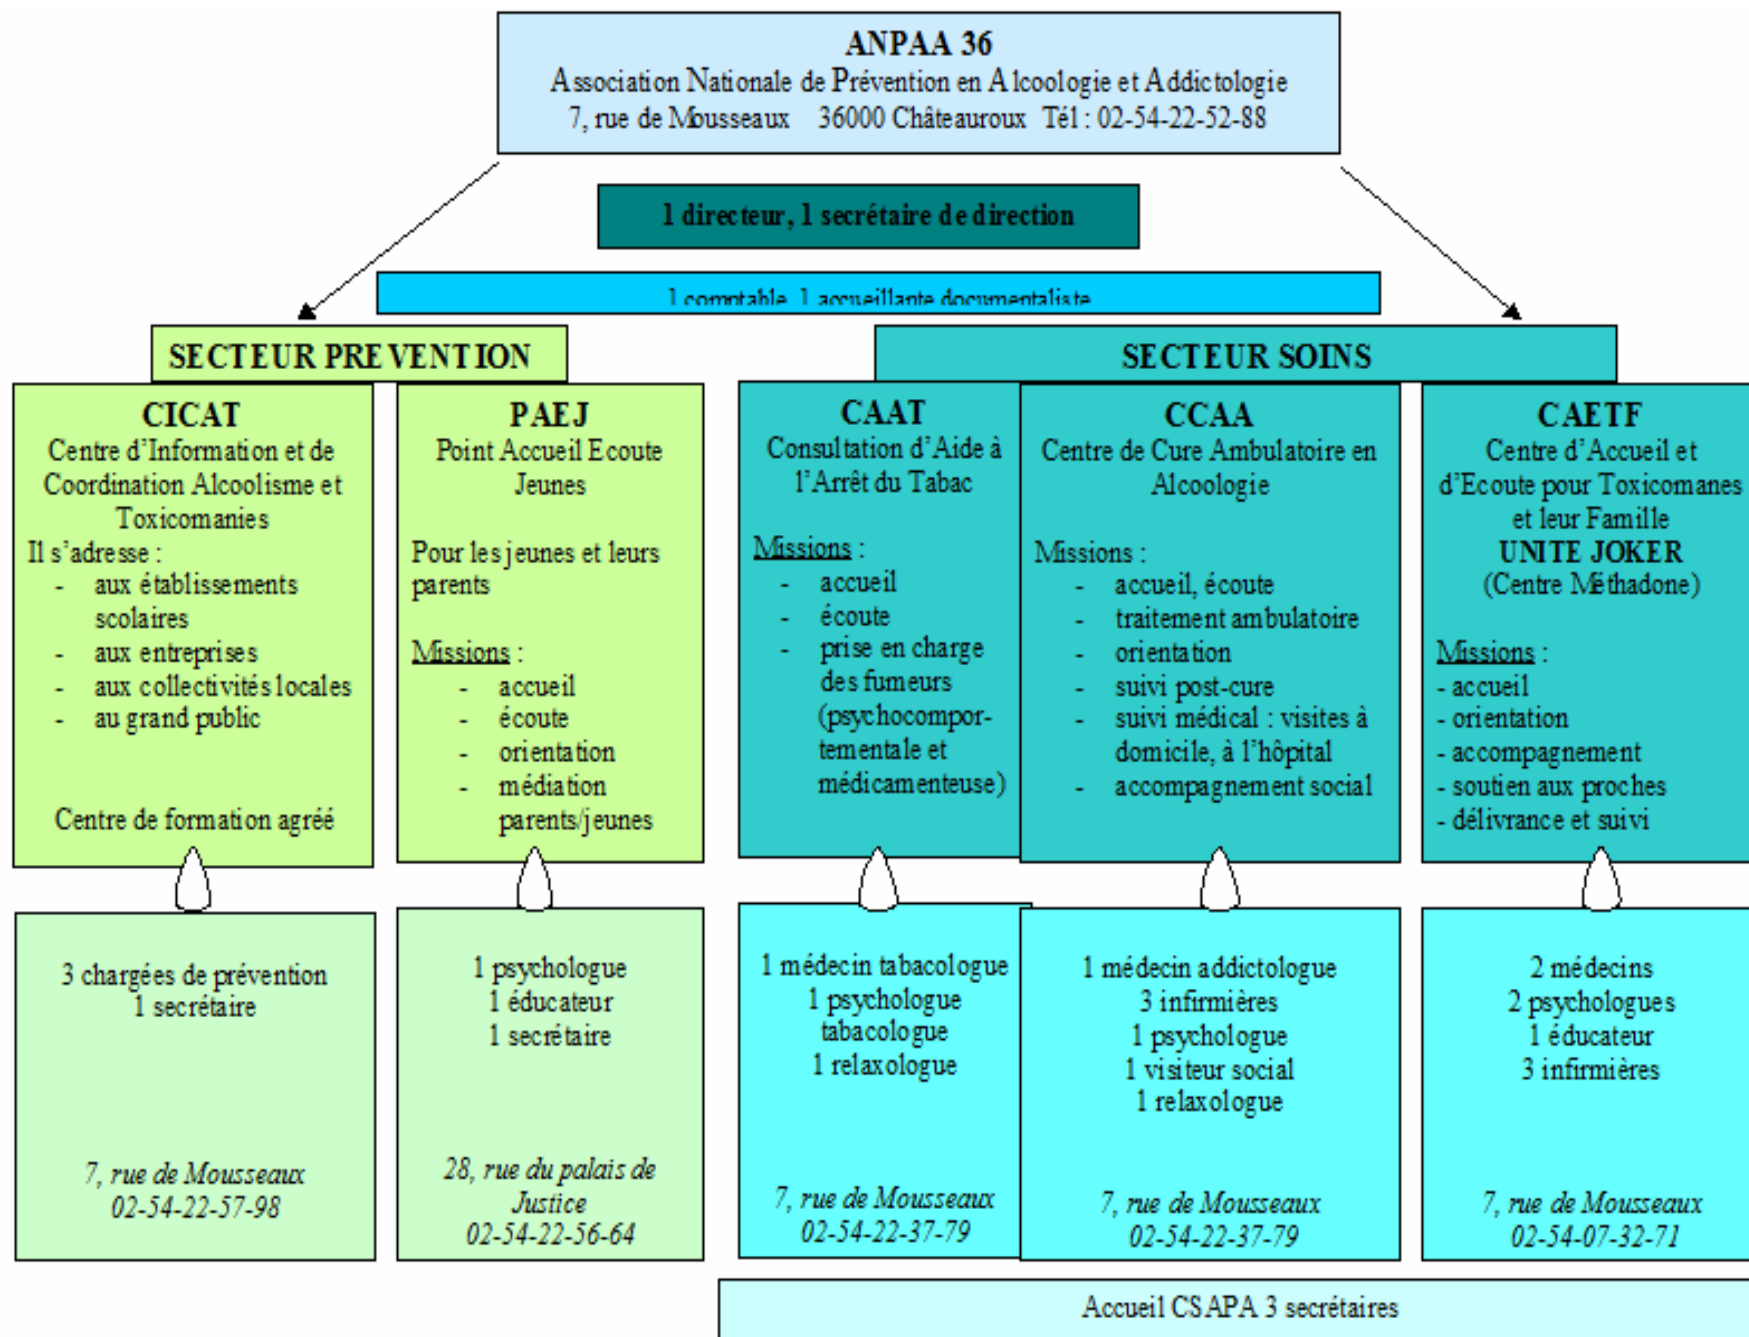 ANPAA 36
Association Nationale de Prévention en Alcoologie et Addictologie
7, rue de Mousseaux 36000 Châteauroux Tél : 02-54-22-52-88
1 directeur, 1 secrétaire de direction
1 comptable, 1 accueillante documentaliste
SECTEUR PREVENTION
CICAT
Centre d’Information et de
Coordination Alcoolisme et
Toxicomanies
Il s’adresse :
- aux établissements
scolaires
- aux entreprises
- aux collectivités locales
- au grand public
Centre de formation agréé
3 chargées de prévention
1 secrétaire
7, rue de Mousseaux
02-54-22-57-98
PAEJ
Point Accueil Ecoute
Jeunes
Pour les jeunes et leurs
parents
Missions :
- accueil
- écoute
- orientation
- médiation
parents/jeunes
1 psychologue
1 éducateur
1 secrétaire
28, rue du palais de
Justice
02-54-22-56-64
SECTEUR SOINS
CAAT
Consultation d’Aide à
l’Arrêt du Tabac
Missions :
- accueil
- écoute
- prise en charge
des fumeurs
(psychocompor-
tementale et
médicamenteuse)
1 médecin tabacologue
1 psychologue
tabacologue
1 relaxologue
7, rue de Mousseaux
02-54-22-37-79
CCAA
Centre de Cure Ambulatoire en
Alcoologie
Missions :
- accueil, écoute
- traitement ambulatoire
- orientation
- suivi post-cure
- suivi médical : visites à
domicile, à l’hôpital
- accompagnement social
1 médecin addictologue
3 infirmières
1 psychologue
1 visiteur social
1 relaxologue
7, rue de Mousseaux
02-54-22-37-79
CAETF
Centre d’Accueil et
d’Ecoute pour Toxicomanes
et leur Famille
UNITE JOKER
(Centre Méthadone)
Missions :
- accueil
- orientation
- accompagnement
- soutien aux proches
- délivrance et suivi
2 médecins
2 psychologues
1 éducateur
3 infirmières
7, rue de Mousseaux
02-54-07-32-71
Accueil CSAPA 3 secrétaires